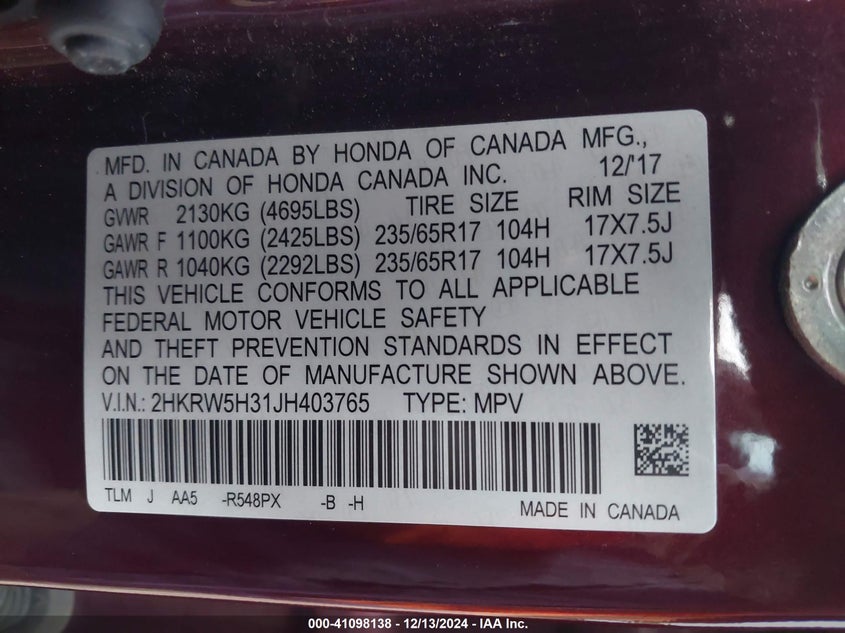 MFD. IN CANADA BY HONDA OF CANADA MFG.,
A DIVISION OF HONDA CANADA INC. 12/'17
GVWR 2130KG (4695LBS) TIRE SIZE RIM SIZE
GAWR F 1100KG (2425LBS) 235/65R17 104H 17X7.5J
GAWR R 1040KG (2292LBS) 235/65R17 104H 17X7.5J
THIS VEHICLE CONFORMS TO ALL APPLICABLE
FEDERAL MOTOR VEHICLE SAFETY
AND THEFT PREVENTION STANDARDS IN EFFECT
ON THE DATE OF MANUFACTURE SHOWN ABOVE.
V.I.N.: 2HKRW5H31JH403765 TYPE: MPV
TLM J AA5 -R548PX -B -H MADE IN CANADA
000-41098138 - 12/13/2024 - IAA Inc.